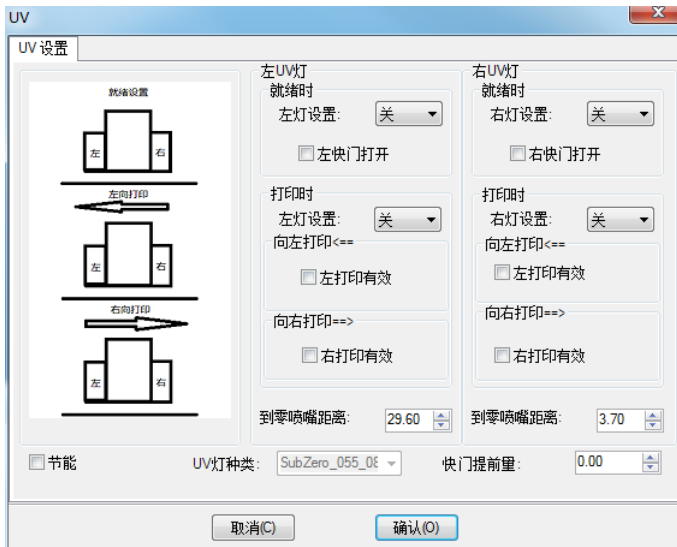 UV
UV 设置
就绪设置
左 右
左向打印
左 右
右向打印
左 右
左UV灯
就绪时
左灯设置: 关
左快门打开
打印时
左灯设置: 关
向左打印<==
左打印有效
向右打印==>
右打印有效
到零喷嘴距离: 29.60
右UV灯
就绪时
右灯设置: 关
右快门打开
打印时
右灯设置: 关
向左打印<==
左打印有效
向右打印==>
右打印有效
到零喷嘴距离: 3.70
节能 UV灯种类: SubZero_055_08 快门提前量: 0.00
取消(C) 确认(O)